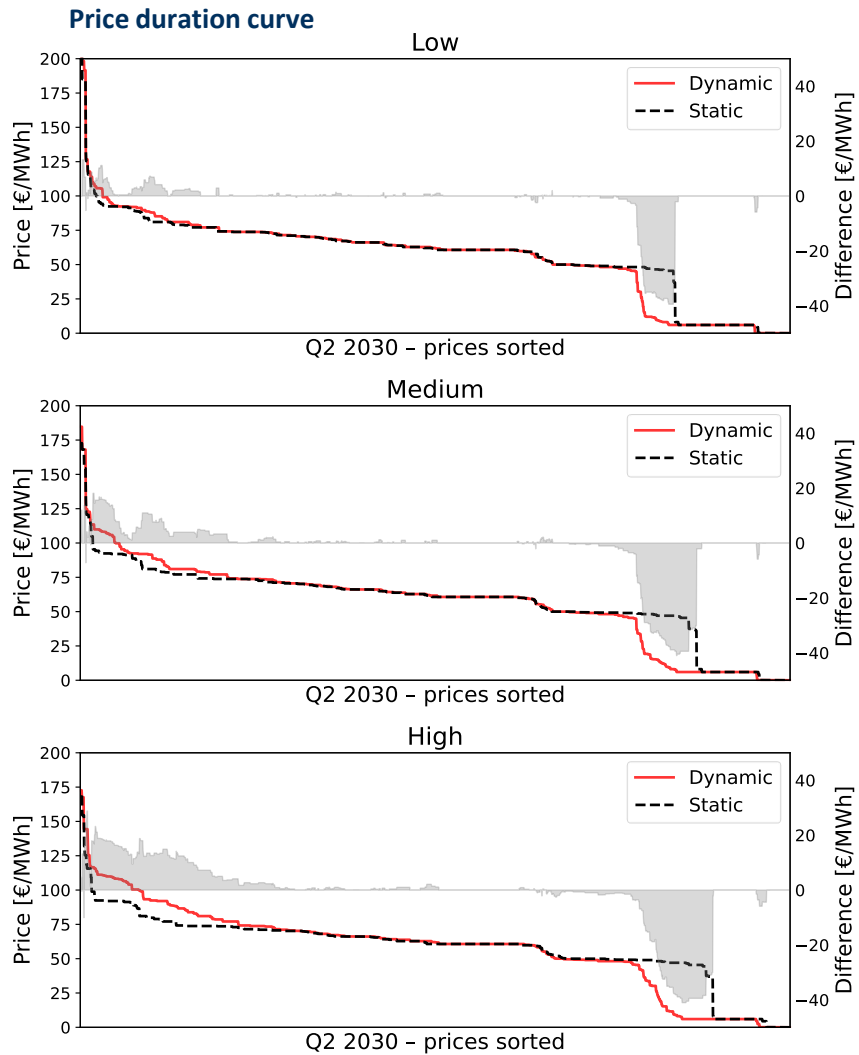 Price duration curve
Low
200
175
150
125
100
75
50
25
0
Price [€/MWh]
Dynamic
Static
40
20
0
−20
−40
Difference [€/MWh]
Q2 2030 – prices sorted
Medium
200
175
150
125
100
75
50
25
0
Price [€/MWh]
Dynamic
Static
40
20
0
−20
−40
Difference [€/MWh]
Q2 2030 – prices sorted
High
200
175
150
125
100
75
50
25
0
Price [€/MWh]
Dynamic
Static
40
20
0
−20
−40
Difference [€/MWh]
Q2 2030 – prices sorted